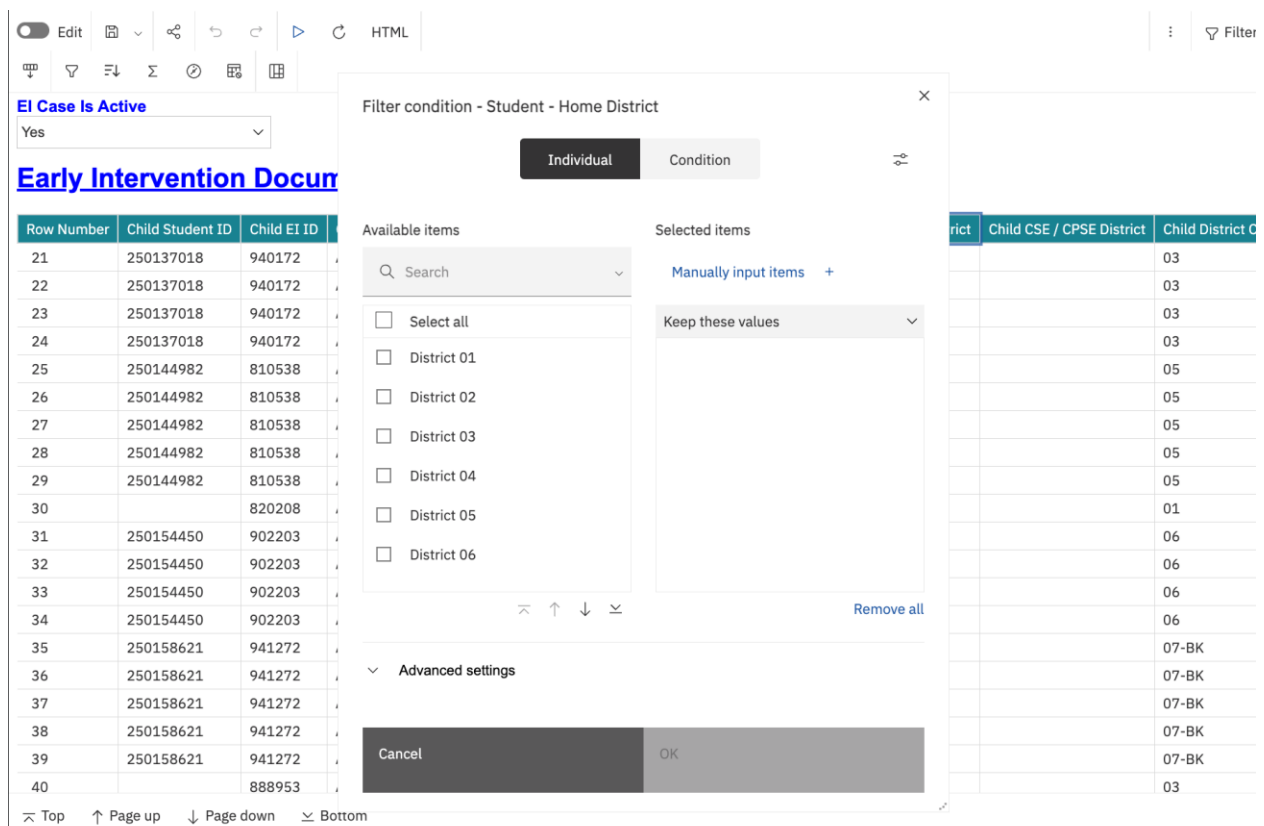 Edit HTML Filter
EI Case Is Active
Yes
Early Intervention Docum
Row Number Child Student ID Child EI ID rict Child CSE / CPSE District Child District C
21 250137018 940172 03
22 250137018 940172 03
23 250137018 940172 03
24 250137018 940172 03
25 250144982 810538 05
26 250144982 810538 05
27 250144982 810538 05
28 250144982 810538 05
29 250144982 810538 05
30 820208 01
31 250154450 902203 06
32 250154450 902203 06
33 250154450 902203 06
34 250154450 902203 06
35 250158621 941272 07-BK
36 250158621 941272 07-BK
37 250158621 941272 07-BK
38 250158621 941272 07-BK
39 250158621 941272 07-BK
40 888953 03
Top Page up Page down Bottom
Filter condition - Student - Home District
Individual Condition
Available items Selected items
Search Manually input items +
Select all Keep these values
District 01
District 02
District 03
District 04
District 05
District 06
Remove all
Advanced settings
Cancel OK